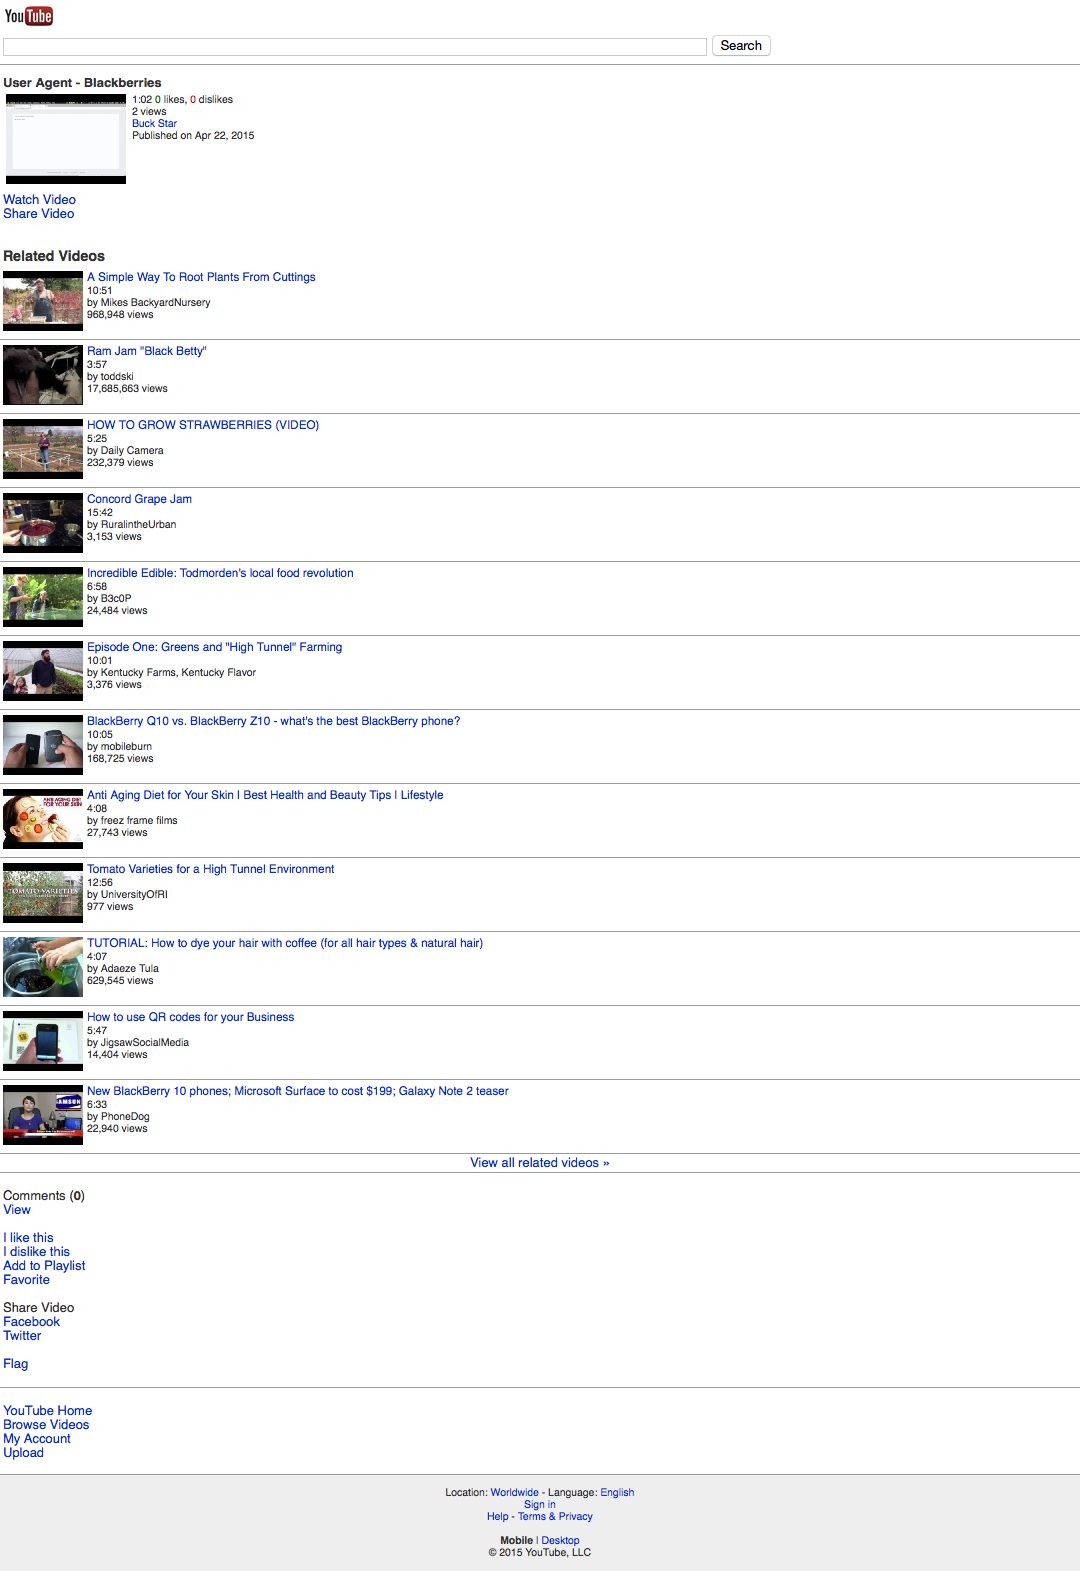 YouTube
Search
User Agent - Blackberries
1:02 0 likes, 0 dislikes
2 views
Buck Star
Published on Apr 22, 2015
Watch Video
Share Video
Related Videos
A Simple Way To Root Plants From Cuttings
10:51
by Mikes BackyardNursery
968,948 views
Ram Jam "Black Betty"
3:57
by toddski
17,685,663 views
HOW TO GROW STRAWBERRIES (VIDEO)
5:25
by Daily Camera
232,379 views
Concord Grape Jam
15:42
by RuralintheUrban
3,153 views
Incredible Edible: Todmorden's local food revolution
6:58
by B3c0P
24,484 views
Episode One: Greens and "High Tunnel" Farming
10:01
by Kentucky Farms, Kentucky Flavor
3,376 views
BlackBerry Q10 vs. BlackBerry Z10 - what's the best BlackBerry phone?
10:05
by mobileburn
168,725 views
ANTI AGING DIET
FOR YOUR SKIN
Anti Aging Diet for Your Skin | Best Health and Beauty Tips | Lifestyle
4:08
by freez frame films
27,743 views
TOMATO VARIETIES
Tomato Varieties for a High Tunnel Environment
12:56
by UniversityOfRI
977 views
TUTORIAL: How to dye your hair with coffee (for all hair types & natural hair)
4:07
by Adaeze Tula
629,545 views
How to use QR codes for your Business
5:47
by JigsawSocialMedia
14,404 views
New BlackBerry 10 phones; Microsoft Surface to cost $199; Galaxy Note 2 teaser
6:33
by PhoneDog
22,940 views
View all related videos »
Comments (0)
View
I like this
I dislike this
Add to Playlist
Favorite
Share Video
Facebook
Twitter
Flag
YouTube Home
Browse Videos
My Account
Upload
Location: Worldwide - Language: English
Sign in
Help - Terms & Privacy
Mobile | Desktop
© 2015 YouTube, LLC